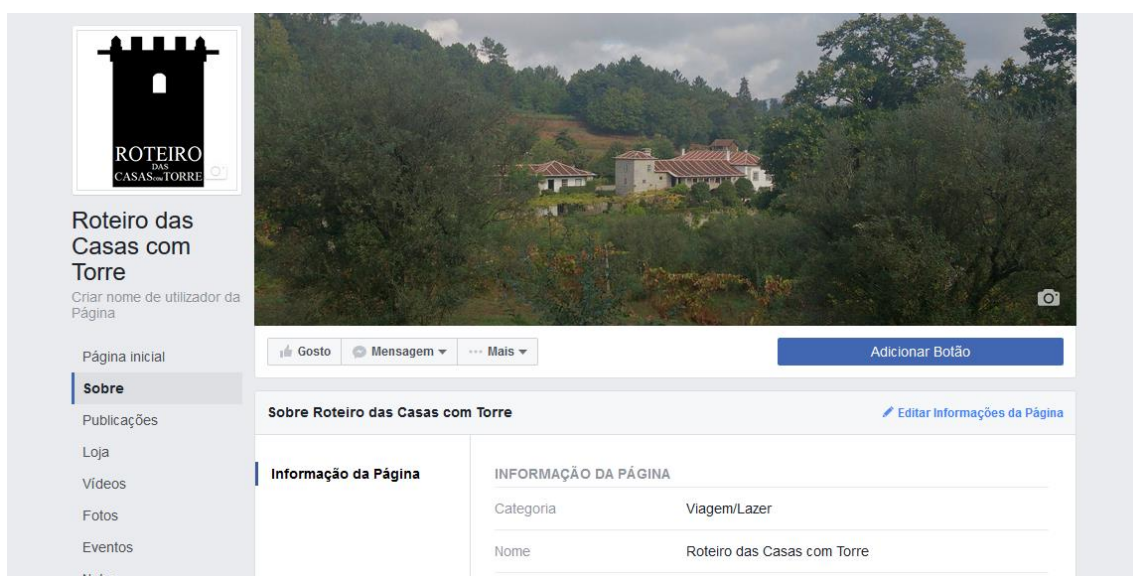 ROTEIRO
DAS
CASAS COM TORRE
Roteiro das
Casas com
Torre
Criar nome de utilizador da
Página
Página inicial
Sobre
Publicações
Loja
Vídeos
Fotos
Eventos
Gosto
Mensagem
Mais
Adicionar Botão
Sobre Roteiro das Casas com Torre
Editar Informações da Página
Informação da Página
INFORMAÇÃO DA PÁGINA
Categoria Viagem/Lazer
Nome Roteiro das Casas com Torre